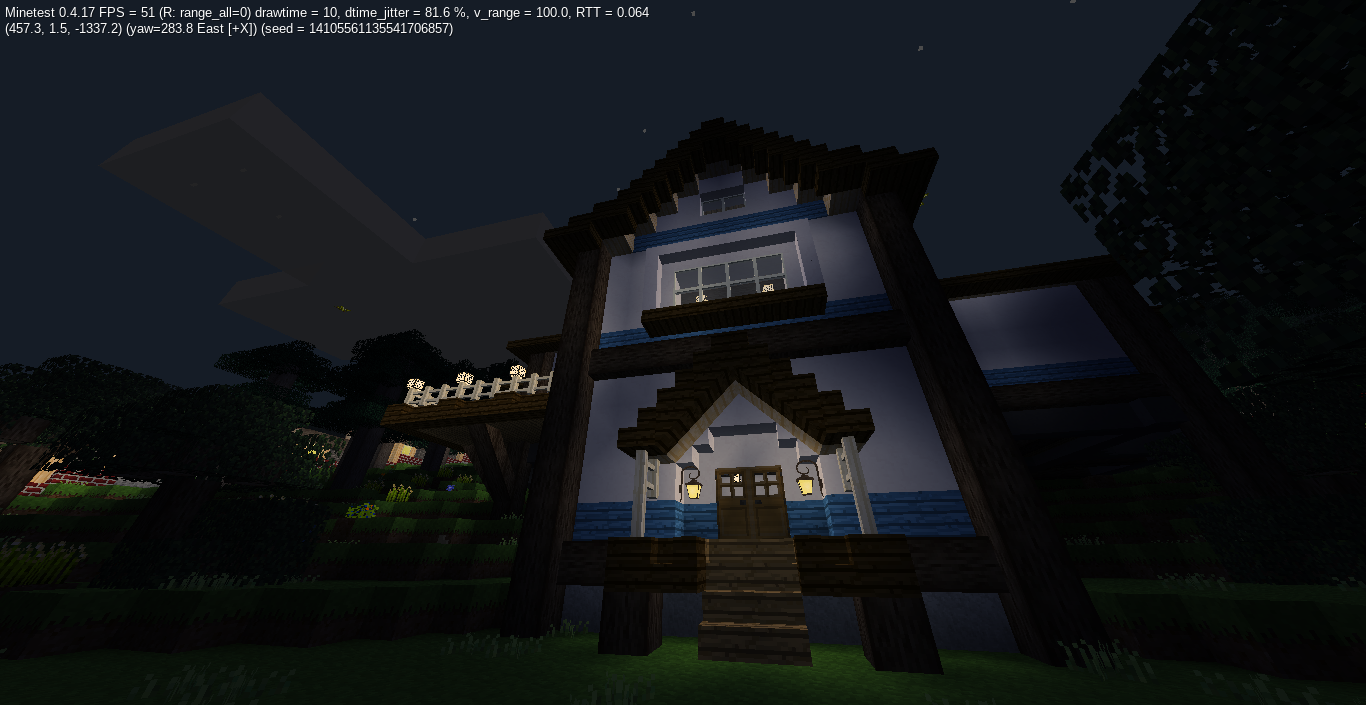 Minetest 0.4.17 FPS = 51 (R: range_all=0) drawtime = 10, dtime_jitter = 81.6 %, v_range = 100.0, RTT = 0.064
(457.3, 1.5, -1337.2) (yaw=283.8 East [+X]) (seed = 14105561135541706857)